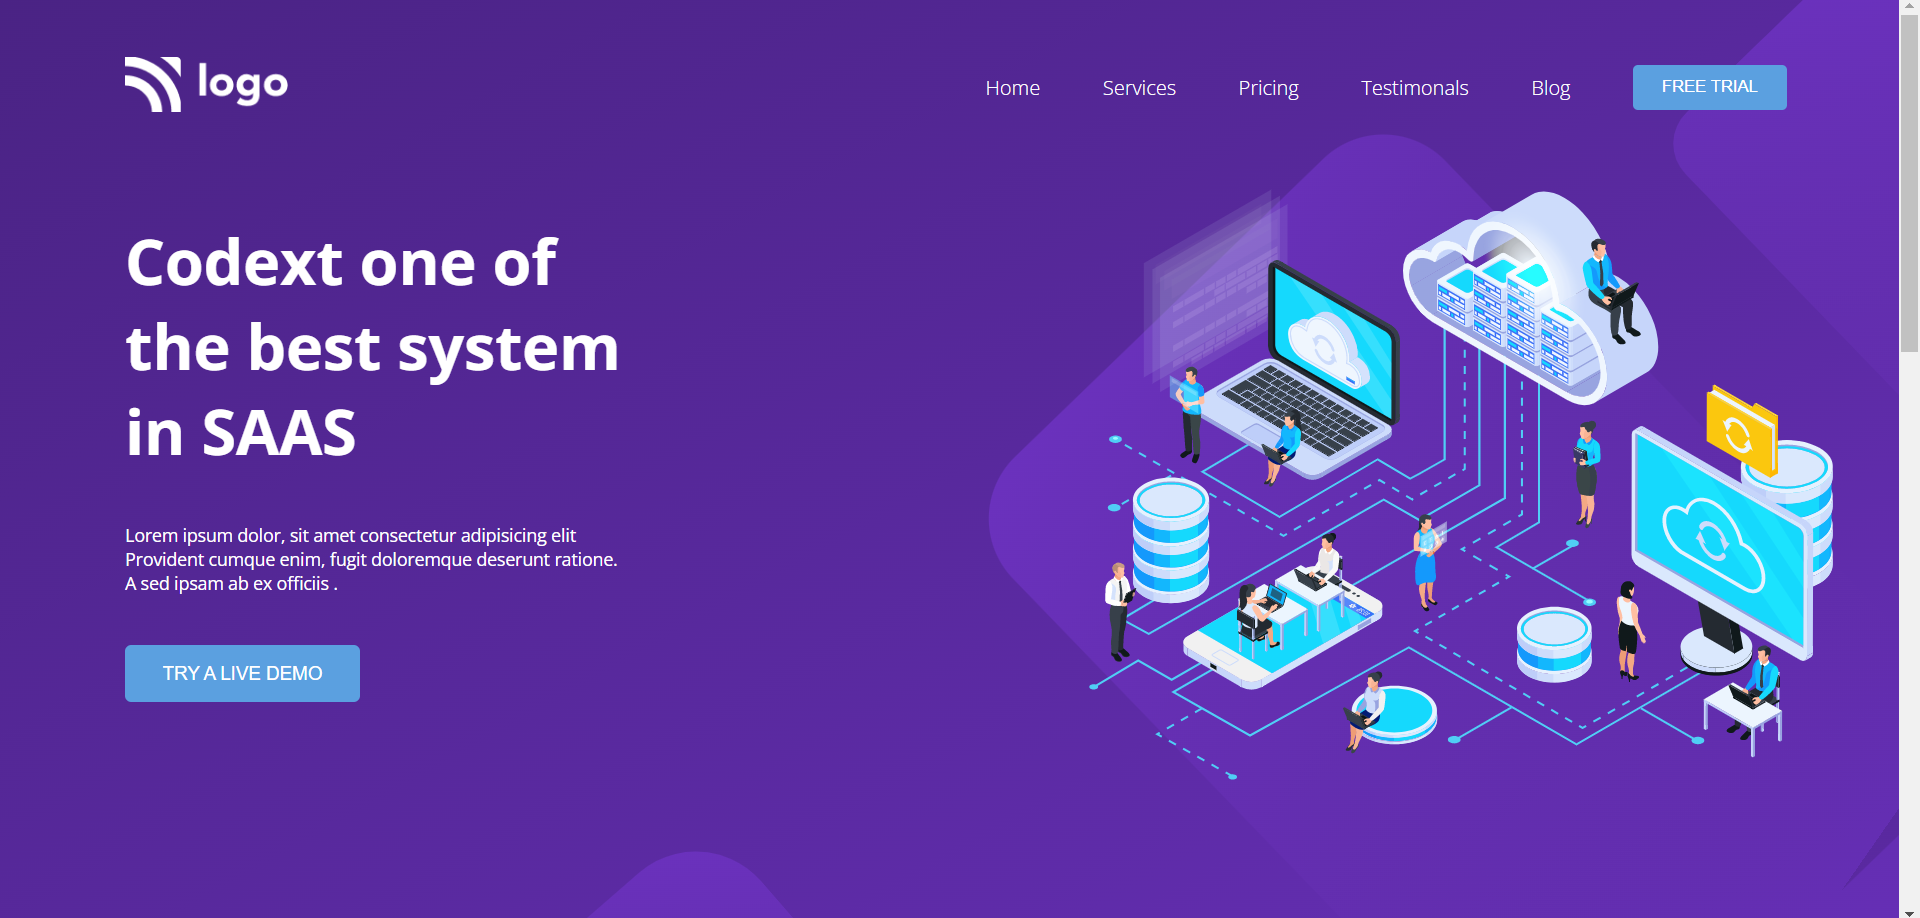 logo
Home Services Pricing Testimonals Blog FREE TRIAL
Codext one of
the best system
in SAAS
Lorem ipsum dolor, sit amet consectetur adipisicing elit
Provident cumque enim, fugit doloremque deserunt ratione.
A sed ipsam ab ex officiis .
TRY A LIVE DEMO